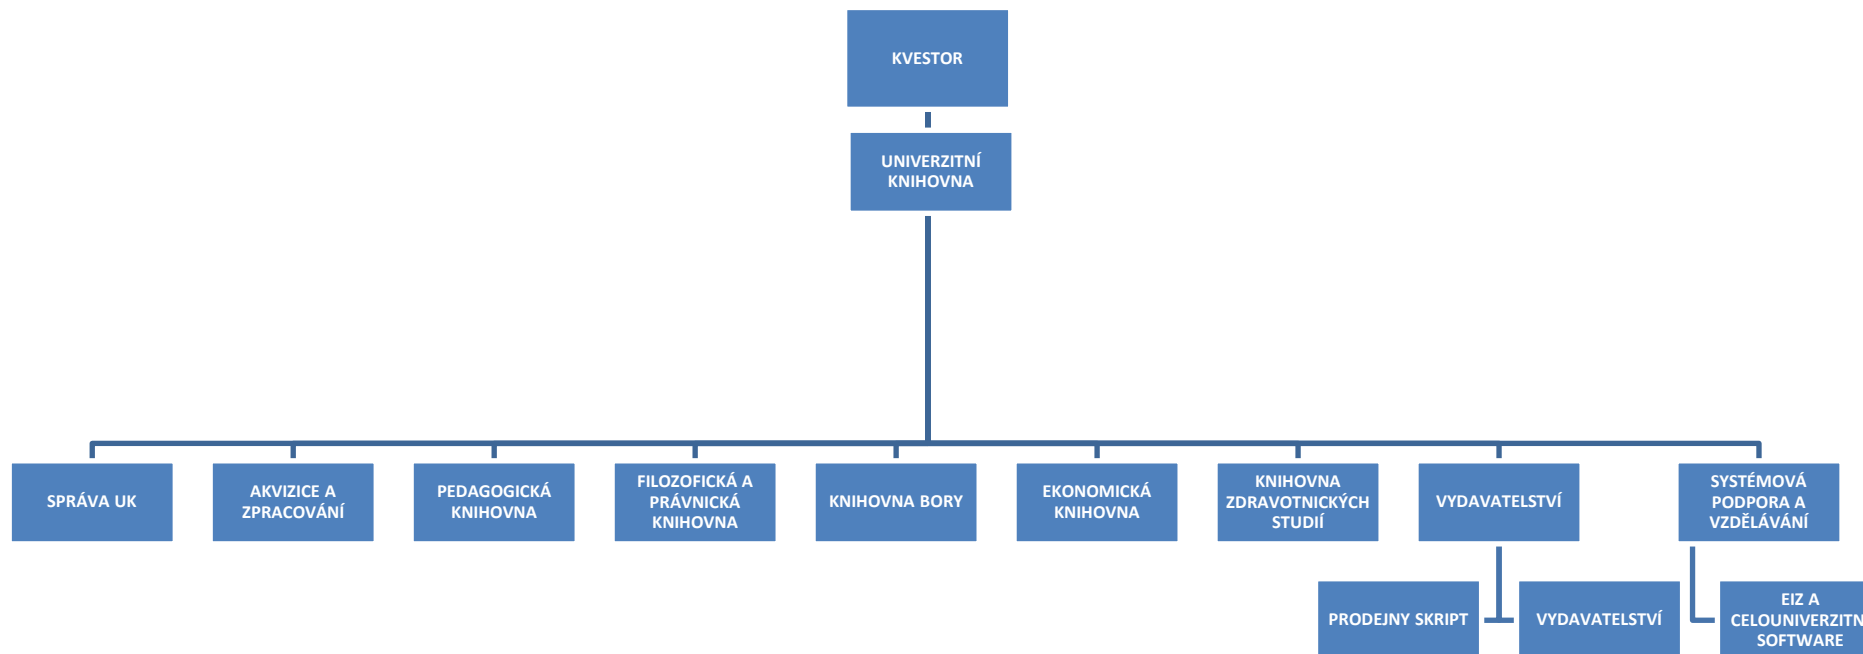 KVESTOR
UNIVERZITNÍ
KNIHOVNA
SPRÁVA UK
AKVIZICE A
ZPRACOVÁNÍ
PEDAGOGICKÁ
KNIHOVNA
FILOZOFICKÁ A
PRÁVNICKÁ
KNIHOVNA
KNIHOVNA BORY
EKONOMICKÁ
KNIHOVNA
KNIHOVNA
ZDRAVOTNICKÝCH
STUDIÍ
VYDAVATELSTVÍ
SYSTÉMOVÁ
PODPORA A
VZDĚLÁVÁNÍ
PRODEJNY SKRIPT
VYDAVATELSTVÍ
EIZ A
CELOUNIVERZITN
SOFTWARE